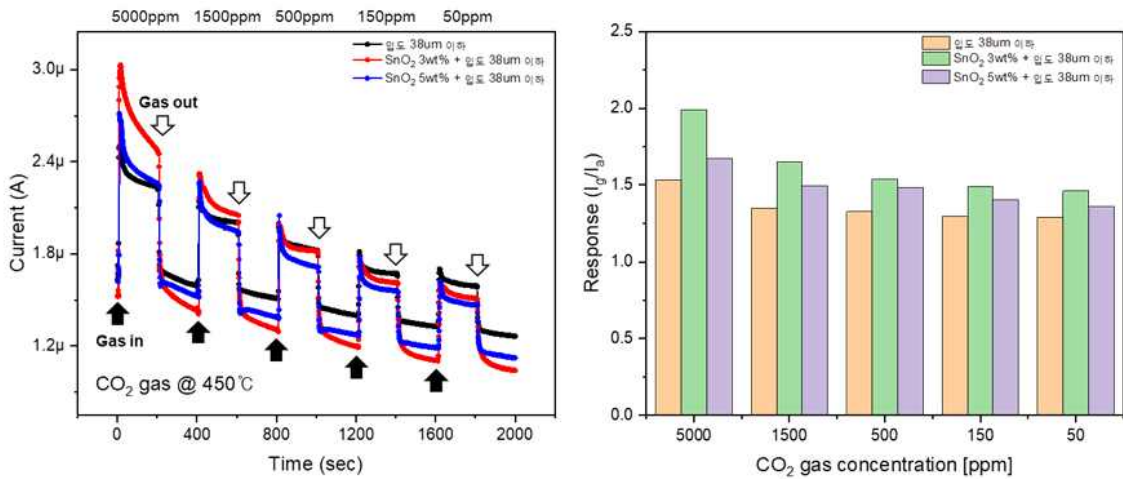 5000ppm 1500ppm 500ppm 150ppm 50ppm
입도 38um 이하
SnO₂ 3wt% + 입도 38um 이하
SnO₂ 5wt% + 입도 38um 이하
3.0μ
2.4μ
1.8μ
1.2μ
Current (A)
Gas out
Gas in
CO₂ gas @ 450℃
0 400 800 1200 1600 2000
Time (sec)
입도 38um 이하
SnO₂ 3wt% + 입도 38um 이하
SnO₂ 5wt% + 입도 38um 이하
2.5
2.0
1.5
1.0
0.5
0.0
Response (I_g/I_a)
5000 1500 500 150 50
CO₂ gas concentration [ppm]